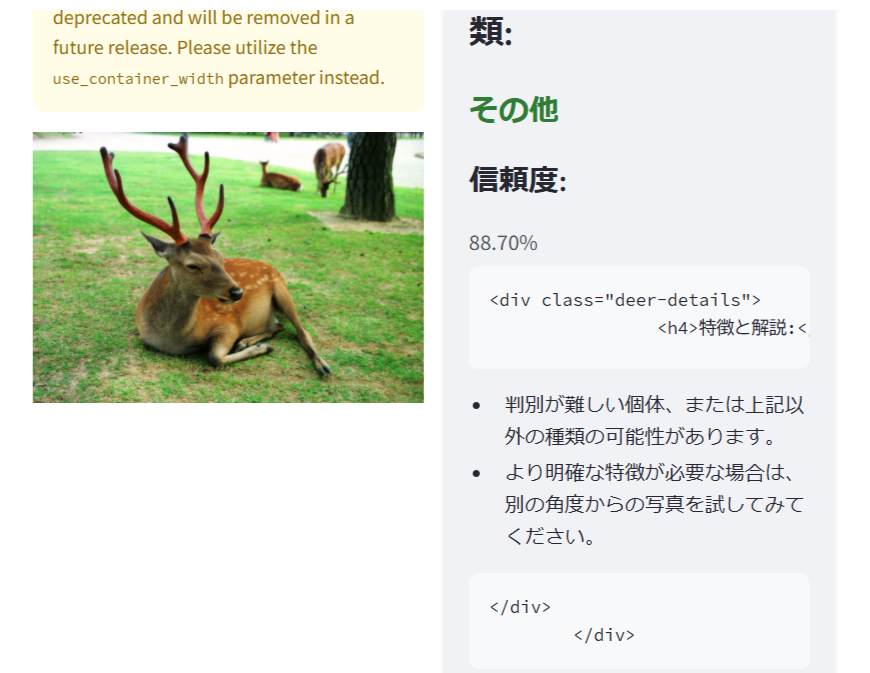 deprecated and will be removed in a
future release. Please utilize the
use_container_width parameter instead.
類:
その他
信頼度:
88.70%
<div class="deer-details">
<h4>特徴と解説:<
• 判別が難しい個体、または上記以
外の種類の可能性があります。
• より明確な特徴が必要な場合は、
別の角度からの写真を試してみて
ください。
</div>
</div>